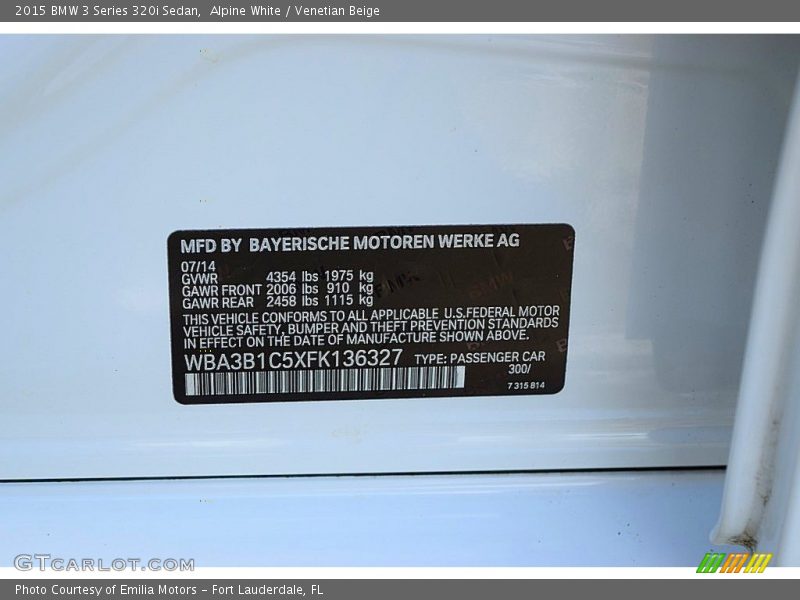 2015 BMW 3 Series 320i Sedan,  Alpine White / Venetian Beige
MFD BY BAYERISCHE MOTOREN WERKE AG
07/14
GVWR 4354 lbs 1975 kg
GAWR FRONT 2006 lbs 910 kg
GAWR REAR 2458 lbs 1115 kg
THIS VEHICLE CONFORMS TO ALL APPLICABLE U.S.FEDERAL MOTOR
VEHICLE SAFETY, BUMPER AND THEFT PREVENTION STANDARDS
IN EFFECT ON THE DATE OF MANUFACTURE SHOWN ABOVE.
WBA3B1C5XFK136327 TYPE: PASSENGER CAR
300/
7 315 814
GTCARLOT.COM
Photo Courtesy of Emilia Motors - Fort Lauderdale, FL